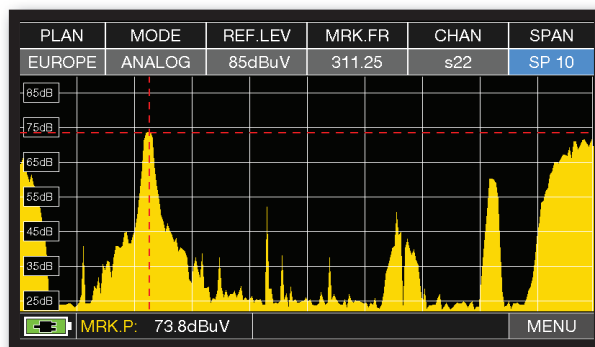 PLAN MODE REF.LEV MRK.FR CHAN SPAN
EUROPE ANALOG 85dBuV 311.25 s22 SP 10
85dB
75dB
65dB
55dB
45dB
35dB
25dB
MRK.P: 73.8dBuV MENU